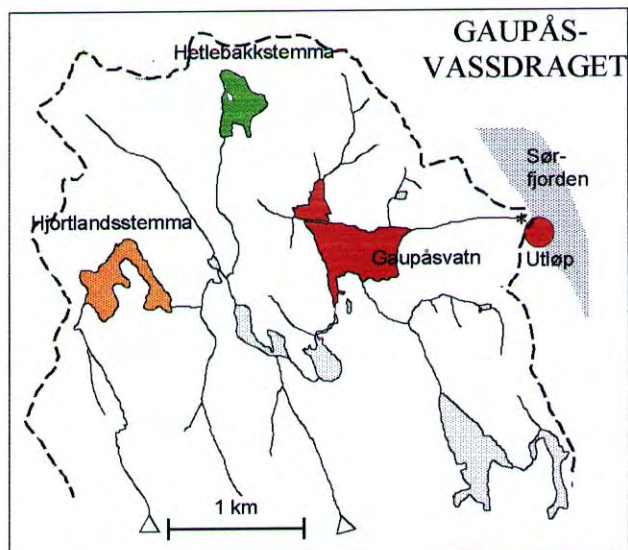 GAUPÅS-
VASSDRAGET
Hetlebakkstemma
Sør-
fjorden
Hjortlandsstemma
*
Gaupåsvatn
Utløp
1 km